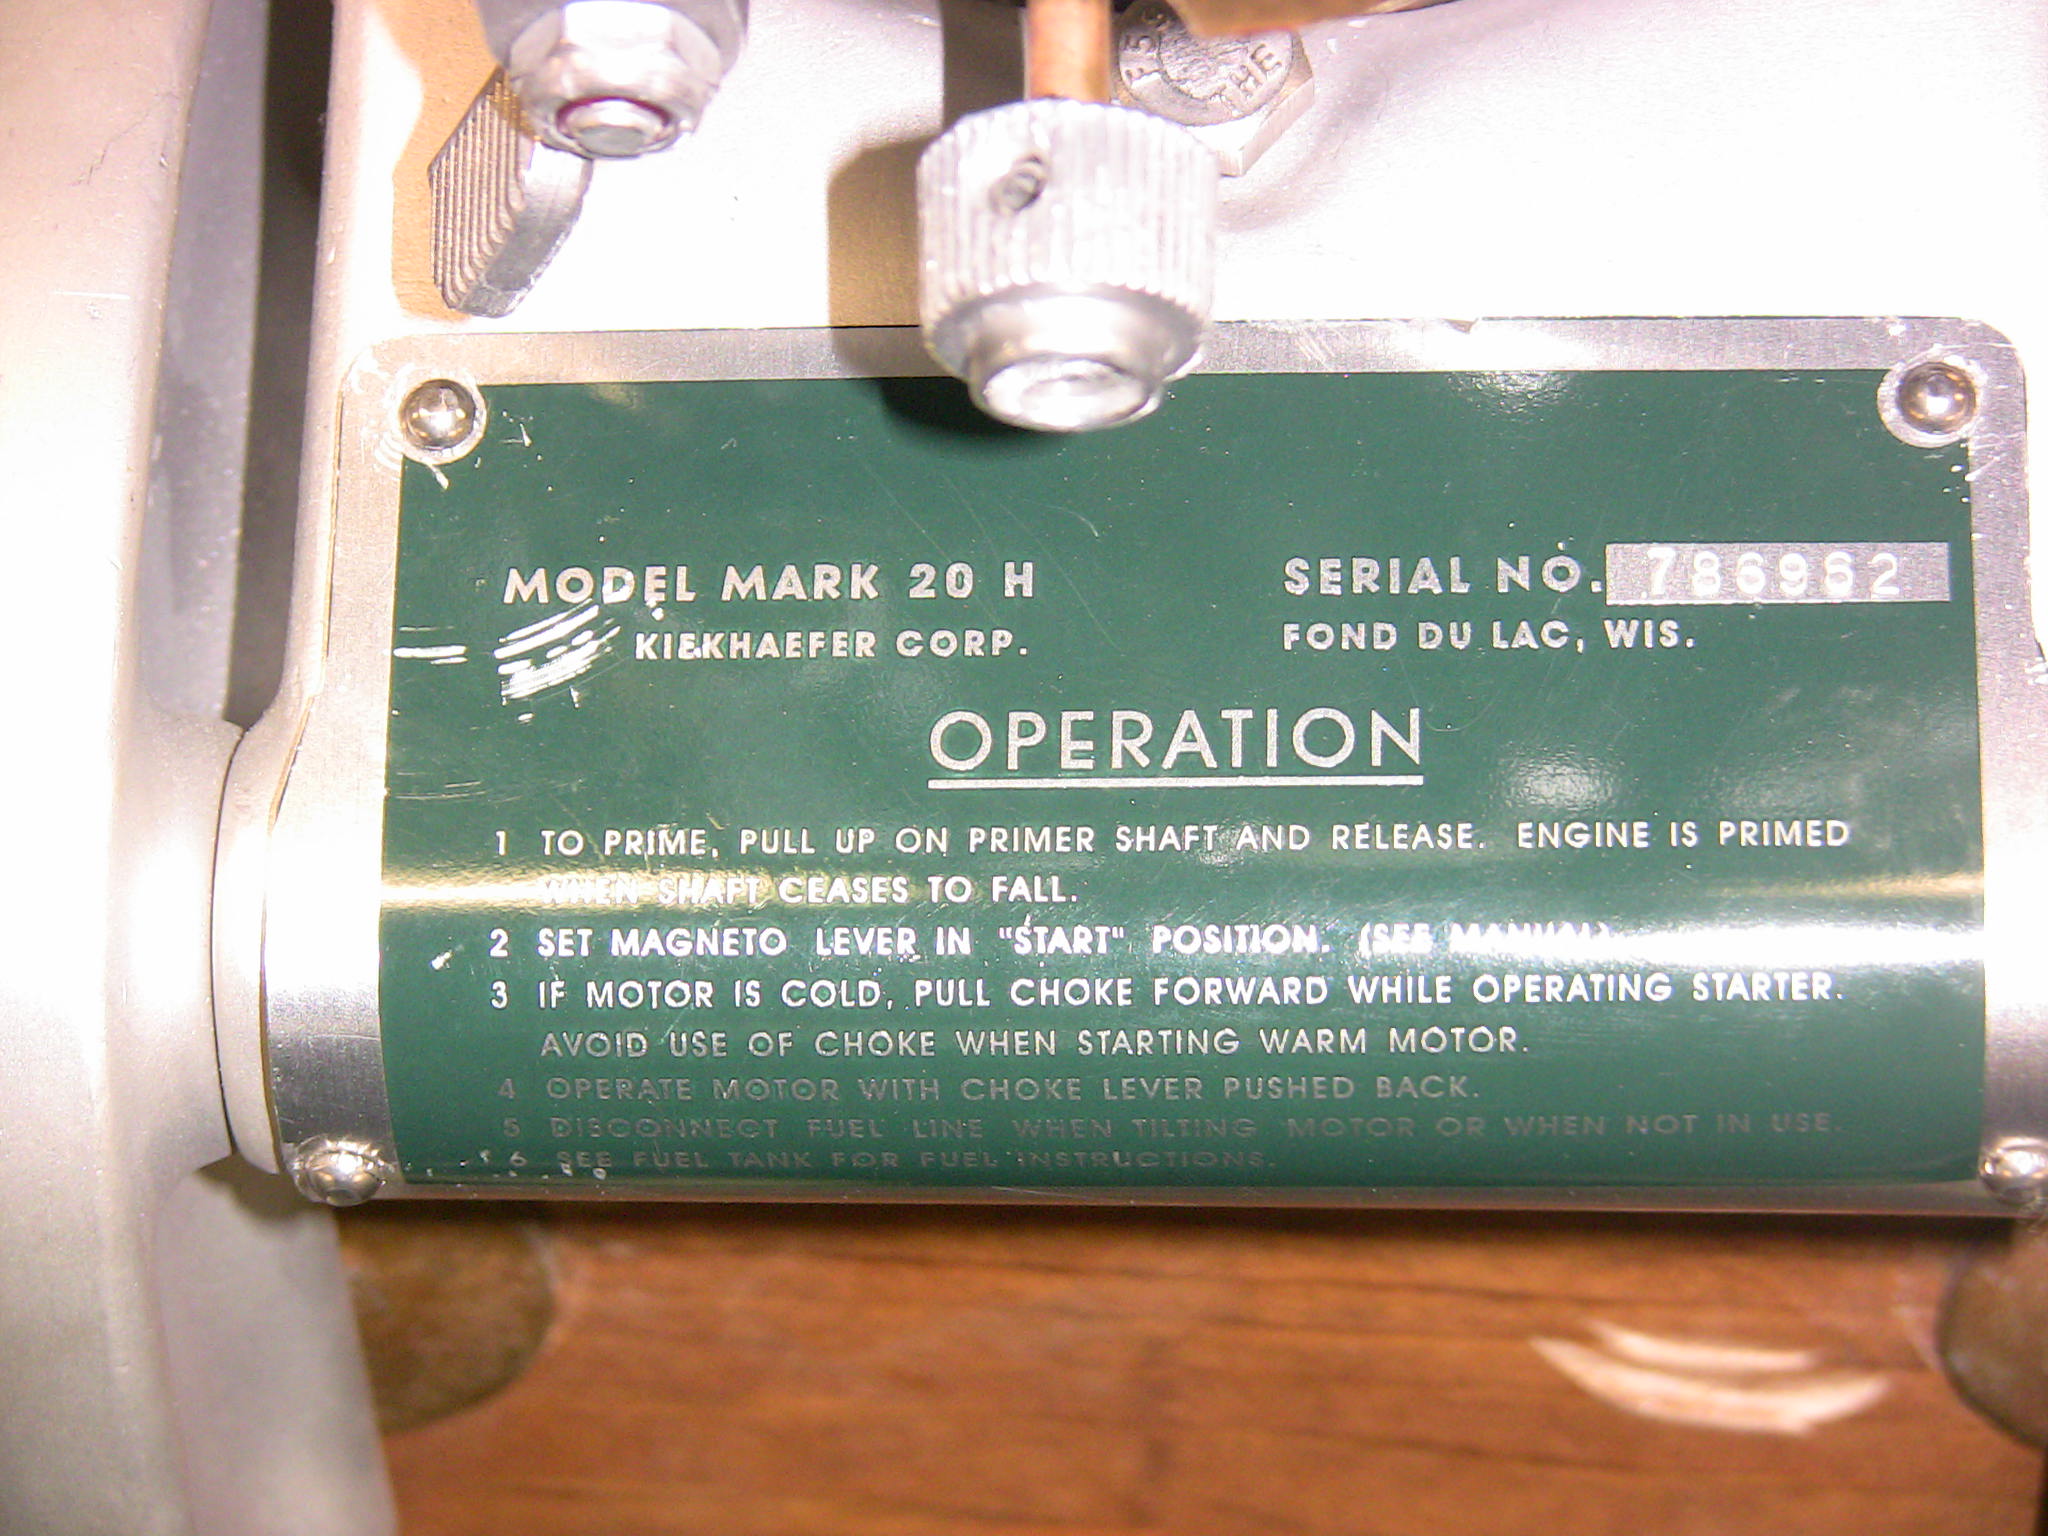 THE
MODEL MARK 20 H
KIEKHAEFER CORP.
SERIAL NO. 786962
FOND DU LAC, WIS.
OPERATION
1 TO PRIME, PULL UP ON PRIMER SHAFT AND RELEASE. ENGINE IS PRIMED
WHEN SHAFT CEASES TO FALL.
2 SET MAGNETO LEVER IN "START" POSITION. (SEE MANUAL)
3 IF MOTOR IS COLD, PULL CHOKE FORWARD WHILE OPERATING STARTER.
AVOID USE OF CHOKE WHEN STARTING WARM MOTOR.
4 OPERATE MOTOR WITH CHOKE LEVER PUSHED BACK.
5 DISCONNECT FUEL LINE WHEN TILTING MOTOR OR WHEN NOT IN USE.
6 SEE FUEL TANK FOR FUEL INSTRUCTIONS.